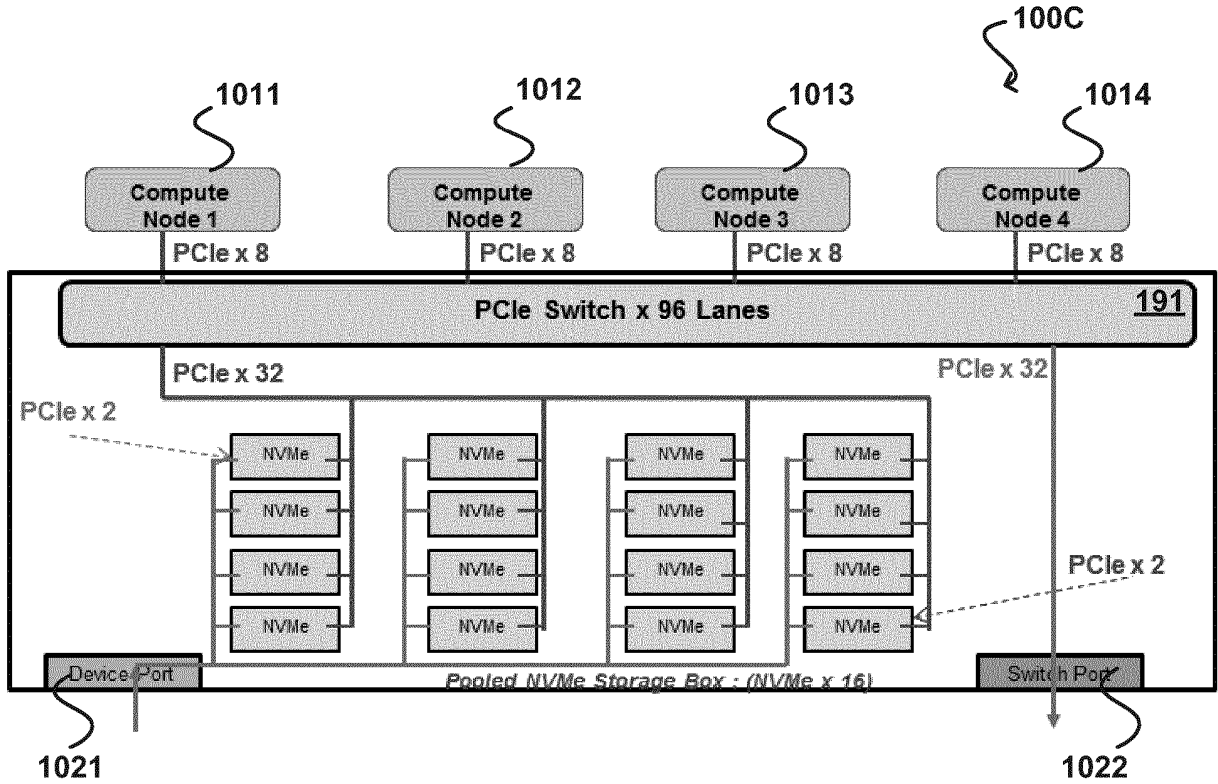 100C
1011
1012
1013
1014
Compute
Node 1
Compute
Node 2
Compute
Node 3
Compute
Node 4
PCIe x 8
PCIe x 8
PCIe x 8
PCIe x 8
PCIe Switch x 96 Lanes
191
PCIe x 32
PCIe x 32
PCIe x 2
NVMe
NVMe
NVMe
NVMe
NVMe
NVMe
NVMe
NVMe
NVMe
NVMe
NVMe
NVMe
PCIe x 2
NVMe
NVMe
NVMe
NVMe
Device Port
Pooled NVMe Storage Box : (NVMe x 16)
Switch Port
1021
1022